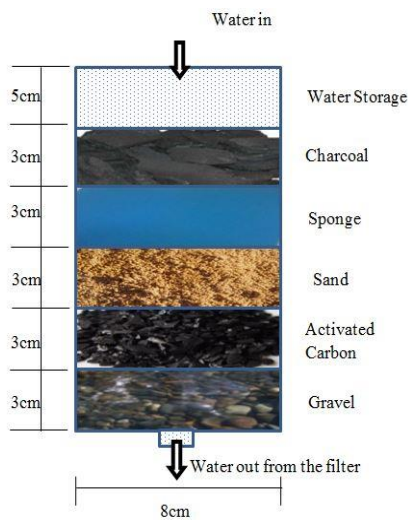 Water in
5cm
Water Storage
3cm
Charcoal
3cm
Sponge
3cm
Sand
3cm
Activated
Carbon
3cm
Gravel
Water out from the filter
8cm